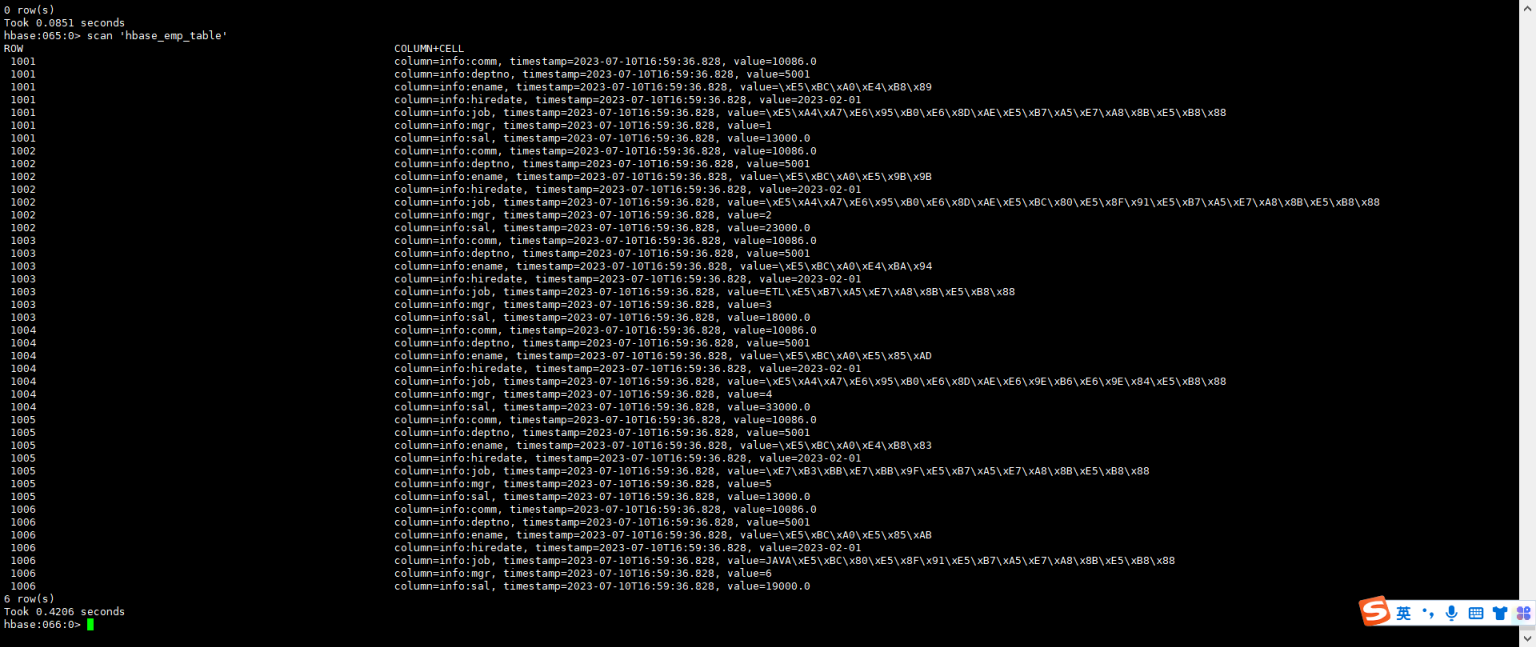 0 row(s)
Took 0.0851 seconds
hbase:065:0> scan 'hbase_emp_table'
ROW COLUMN+CELL
1001 column=info:comm, timestamp=2023-07-10T16:59:36.828, value=10086.0
1001 column=info:deptno, timestamp=2023-07-10T16:59:36.828, value=5001
1001 column=info:ename, timestamp=2023-07-10T16:59:36.828, value=\xE5\xBC\xA0\xE4\xB8\x89
1001 column=info:hiredate, timestamp=2023-07-10T16:59:36.828, value=2023-02-01
1001 column=info:job, timestamp=2023-07-10T16:59:36.828, value=\xE5\xA4\xA7\xE6\x95\xB0\xE6\x8D\xAE\xE5\xB7\xA5\xE7\xA8\x8B\xE5\xB8\x88
1001 column=info:mgr, timestamp=2023-07-10T16:59:36.828, value=1
1001 column=info:sal, timestamp=2023-07-10T16:59:36.828, value=13000.0
1002 column=info:comm, timestamp=2023-07-10T16:59:36.828, value=10086.0
1002 column=info:deptno, timestamp=2023-07-10T16:59:36.828, value=5001
1002 column=info:ename, timestamp=2023-07-10T16:59:36.828, value=\xE5\xBC\xA0\xE5\x9B\x9B
1002 column=info:hiredate, timestamp=2023-07-10T16:59:36.828, value=2023-02-01
1002 column=info:job, timestamp=2023-07-10T16:59:36.828, value=\xE5\xA4\xA7\xE6\x95\xB0\xE6\x8D\xAE\xE5\xBC\x80\xE5\x8F\x91\xE5\xB7\xA5\xE7\xA8\x8B\xE5\xB8\x88
1002 column=info:mgr, timestamp=2023-07-10T16:59:36.828, value=2
1002 column=info:sal, timestamp=2023-07-10T16:59:36.828, value=23000.0
1003 column=info:comm, timestamp=2023-07-10T16:59:36.828, value=10086.0
1003 column=info:deptno, timestamp=2023-07-10T16:59:36.828, value=5001
1003 column=info:ename, timestamp=2023-07-10T16:59:36.828, value=\xE5\xBC\xA0\xE4\xBA\x94
1003 column=info:hiredate, timestamp=2023-07-10T16:59:36.828, value=2023-02-01
1003 column=info:job, timestamp=2023-07-10T16:59:36.828, value=ETL\xE5\xB7\xA5\xE7\xA8\x8B\xE5\xB8\x88
1003 column=info:mgr, timestamp=2023-07-10T16:59:36.828, value=3
1003 column=info:sal, timestamp=2023-07-10T16:59:36.828, value=18000.0
1004 column=info:comm, timestamp=2023-07-10T16:59:36.828, value=10086.0
1004 column=info:deptno, timestamp=2023-07-10T16:59:36.828, value=5001
1004 column=info:ename, timestamp=2023-07-10T16:59:36.828, value=\xE5\xBC\xA0\xE5\x85\xAD
1004 column=info:hiredate, timestamp=2023-07-10T16:59:36.828, value=2023-02-01
1004 column=info:job, timestamp=2023-07-10T16:59:36.828, value=\xE5\xA4\xA7\xE6\x95\xB0\xE6\x8D\xAE\xE6\x9E\xB6\xE6\x9E\x84\xE5\xB8\x88
1004 column=info:mgr, timestamp=2023-07-10T16:59:36.828, value=4
1004 column=info:sal, timestamp=2023-07-10T16:59:36.828, value=33000.0
1005 column=info:comm, timestamp=2023-07-10T16:59:36.828, value=10086.0
1005 column=info:deptno, timestamp=2023-07-10T16:59:36.828, value=5001
1005 column=info:ename, timestamp=2023-07-10T16:59:36.828, value=\xE5\xBC\xA0\xE4\xB8\x83
1005 column=info:hiredate, timestamp=2023-07-10T16:59:36.828, value=2023-02-01
1005 column=info:job, timestamp=2023-07-10T16:59:36.828, value=\xE7\xB3\xBB\xE7\xBB\x9F\xE5\xB7\xA5\xE7\xA8\x8B\xE5\xB8\x88
1005 column=info:mgr, timestamp=2023-07-10T16:59:36.828, value=5
1005 column=info:sal, timestamp=2023-07-10T16:59:36.828, value=13000.0
1006 column=info:comm, timestamp=2023-07-10T16:59:36.828, value=10086.0
1006 column=info:deptno, timestamp=2023-07-10T16:59:36.828, value=5001
1006 column=info:ename, timestamp=2023-07-10T16:59:36.828, value=\xE5\xBC\xA0\xE5\x85\xAB
1006 column=info:hiredate, timestamp=2023-07-10T16:59:36.828, value=2023-02-01
1006 column=info:job, timestamp=2023-07-10T16:59:36.828, value=JAVA\xE5\xBC\x80\xE5\x8F\x91\xE5\xB7\xA5\xE7\xA8\x8B\xE5\xB8\x88
1006 column=info:mgr, timestamp=2023-07-10T16:59:36.828, value=6
1006 column=info:sal, timestamp=2023-07-10T16:59:36.828, value=19000.0
6 row(s)
Took 0.4206 seconds
hbase:066:0>
S 英